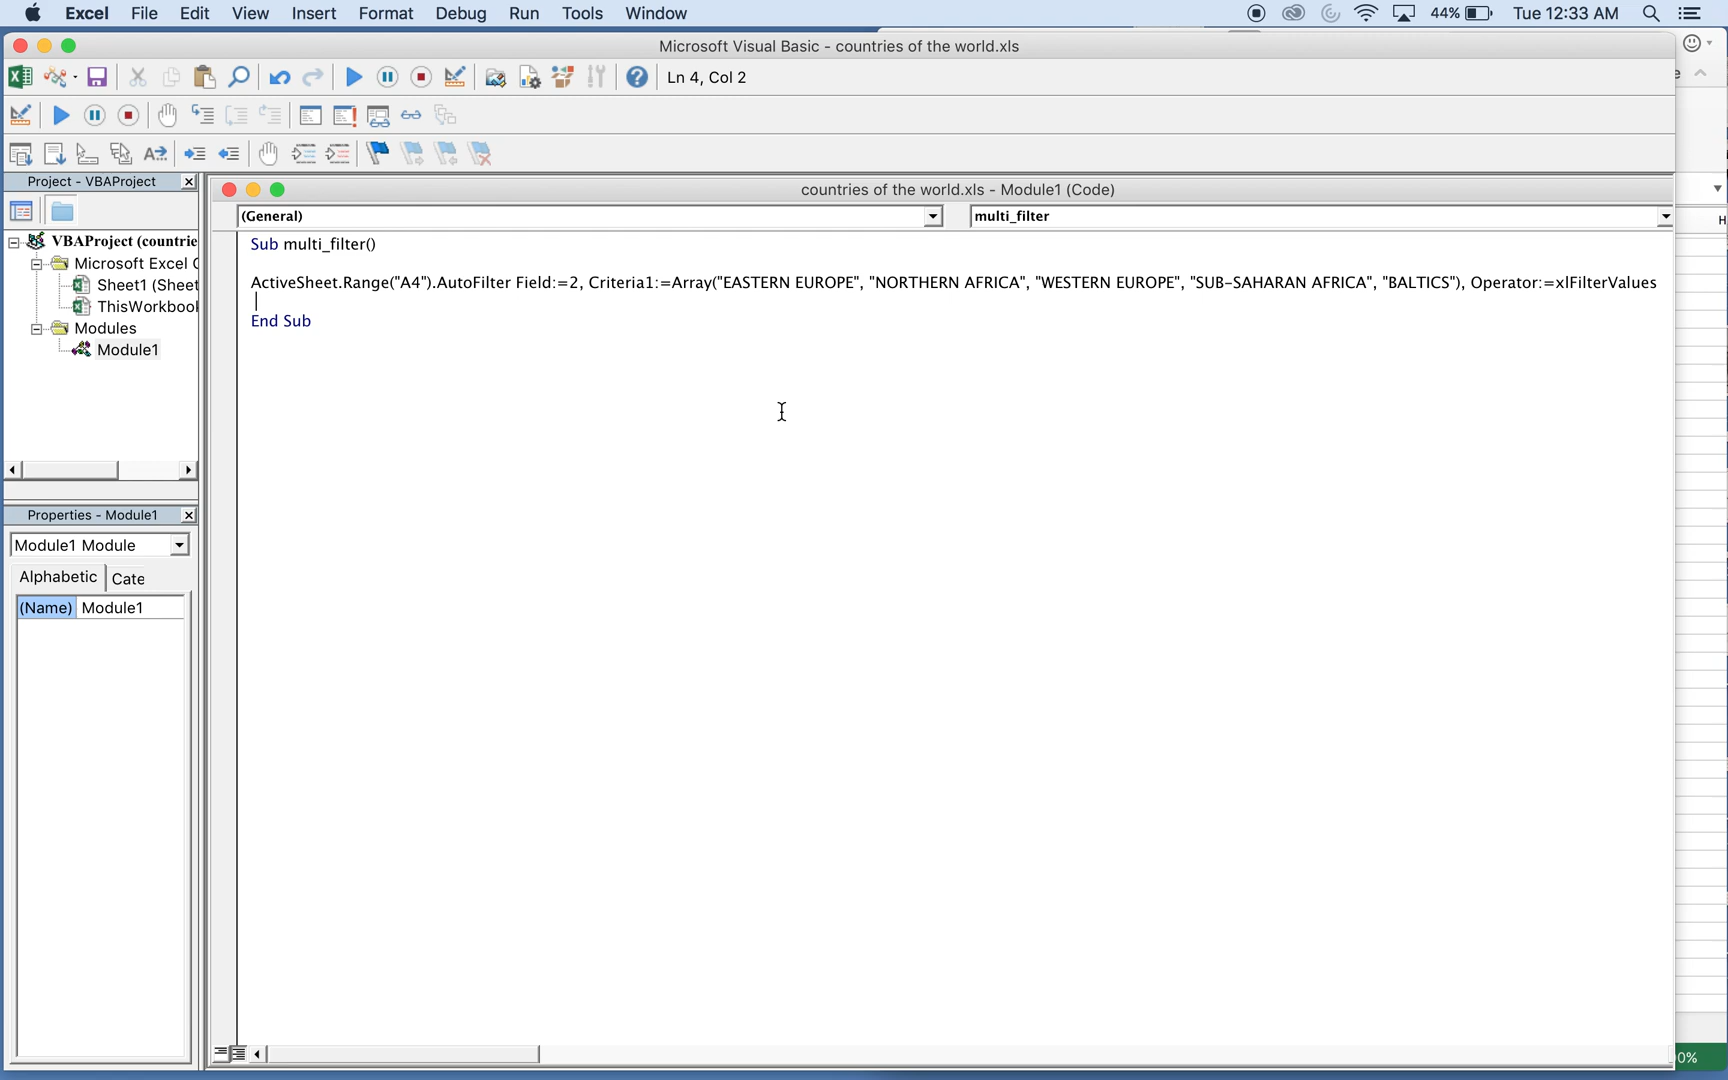 Excel File Edit View Insert Format Debug Run Tools Window 44% Tue 12:33 AM
Microsoft Visual Basic - countries of the world.xls
Ln 4, Col 2
Project - VBAProject
countries of the world.xls - Module1 (Code)
(General) multi_filter
VBAProject (countrie
Microsoft Excel
Sheet1 (Sheet
ThisWorkboo
Modules
Module1
Sub multi_filter()
ActiveSheet.Range("A4").AutoFilter Field:=2, Criteria1:=Array("EASTERN EUROPE", "NORTHERN AFRICA", "WESTERN EUROPE", "SUB-SAHARAN AFRICA", "BALTICS"), Operator:=xlFilterValues
End Sub
Properties - Module1
Module1 Module
Alphabetic Cate
(Name) Module1
H
0%